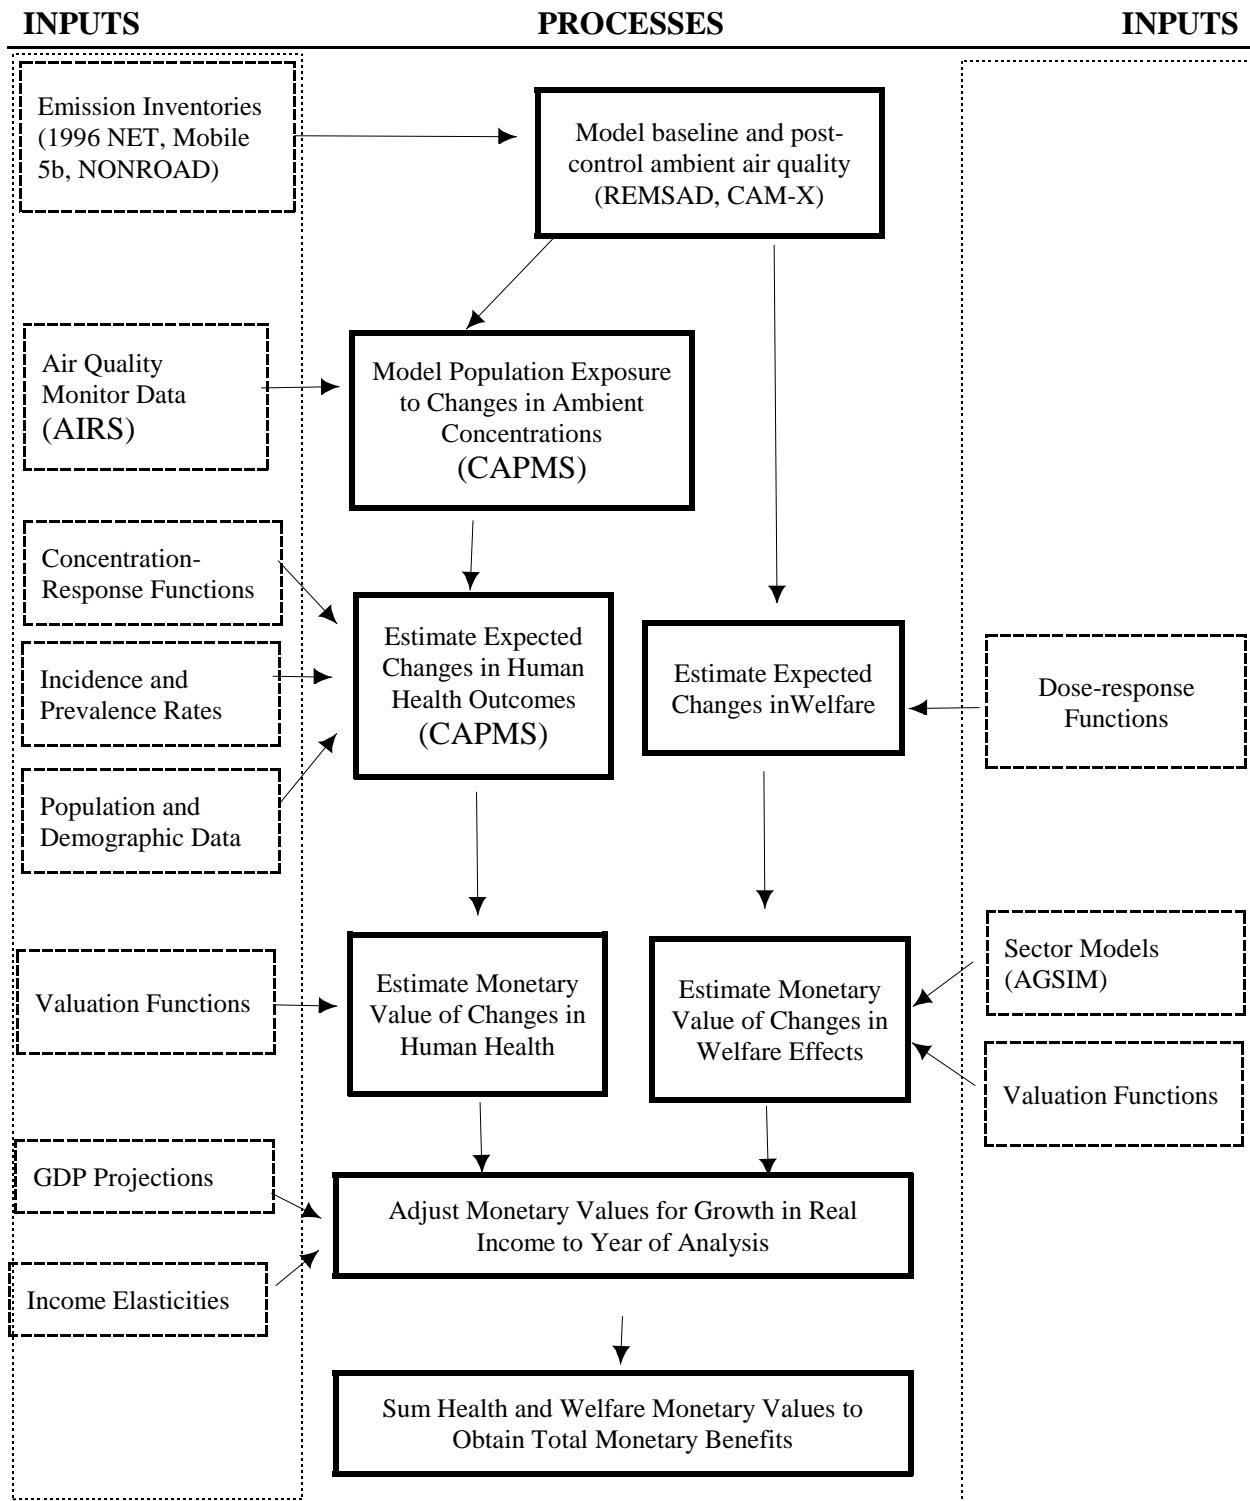 INPUTS
PROCESSES
INPUTS
Emission Inventories
(1996 NET, Mobile
5b, NONROAD)
Model baseline and post-
control ambient air quality
(REMSAD, CAM-X)
Air Quality
Monitor Data
(AIRS)
Model Population Exposure
to Changes in Ambient
Concentrations
(CAPMS)
Concentration-
Response Functions
Incidence and
Prevalence Rates
Population and
Demographic Data
Estimate Expected
Changes in Human
Health Outcomes
(CAPMS)
Estimate Expected
Changes inWelfare
Dose-response
Functions
Valuation Functions
Estimate Monetary
Value of Changes in
Human Health
Estimate Monetary
Value of Changes in
Welfare Effects
Sector Models
(AGSIM)
Valuation Functions
GDP Projections
Income Elasticities
Adjust Monetary Values for Growth in Real
Income to Year of Analysis
Sum Health and Welfare Monetary Values to
Obtain Total Monetary Benefits